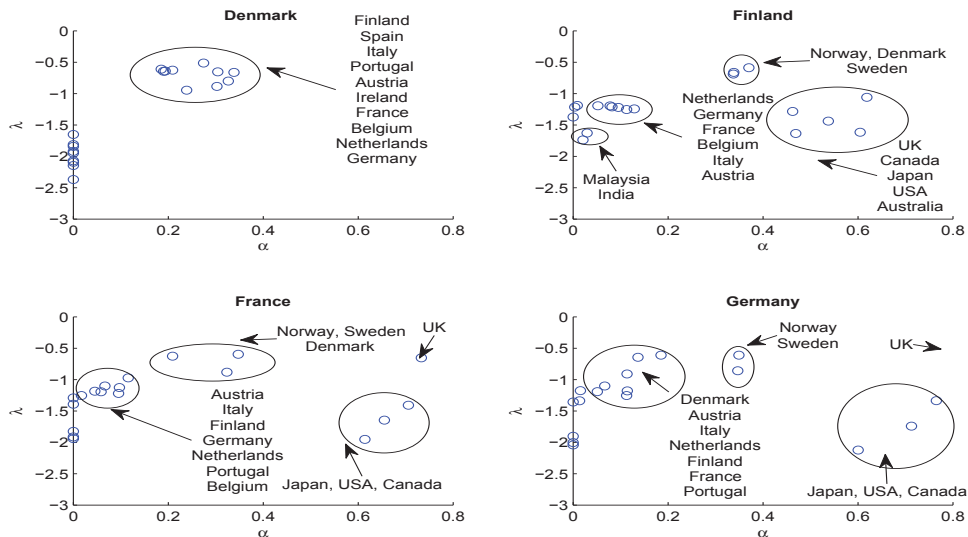 Denmark
0
−0.5
−1
−1.5
−2
−2.5
−3
λ
0
0.2
0.4
0.6
0.8
α
Finland
Spain
Italy
Portugal
Austria
Ireland
France
Belgium
Netherlands
Germany
Finland
0
−0.5
−1
−1.5
−2
−2.5
−3
λ
0
0.2
0.4
0.6
0.8
α
Norway, Denmark
Sweden
Netherlands
Germany
France
Belgium
Italy
Austria
Malaysia
India
UK
Canada
Japan
USA
Australia
France
0
−0.5
−1
−1.5
−2
−2.5
−3
λ
0
0.2
0.4
0.6
0.8
α
Norway, Sweden
Denmark
UK
Austria
Italy
Finland
Germany
Netherlands
Portugal
Belgium
Japan, USA, Canada
Germany
0
−0.5
−1
−1.5
−2
−2.5
−3
λ
0
0.2
0.4
0.6
0.8
α
Norway
Sweden
UK
Denmark
Austria
Italy
Netherlands
Finland
France
Portugal
Japan, USA, Canada